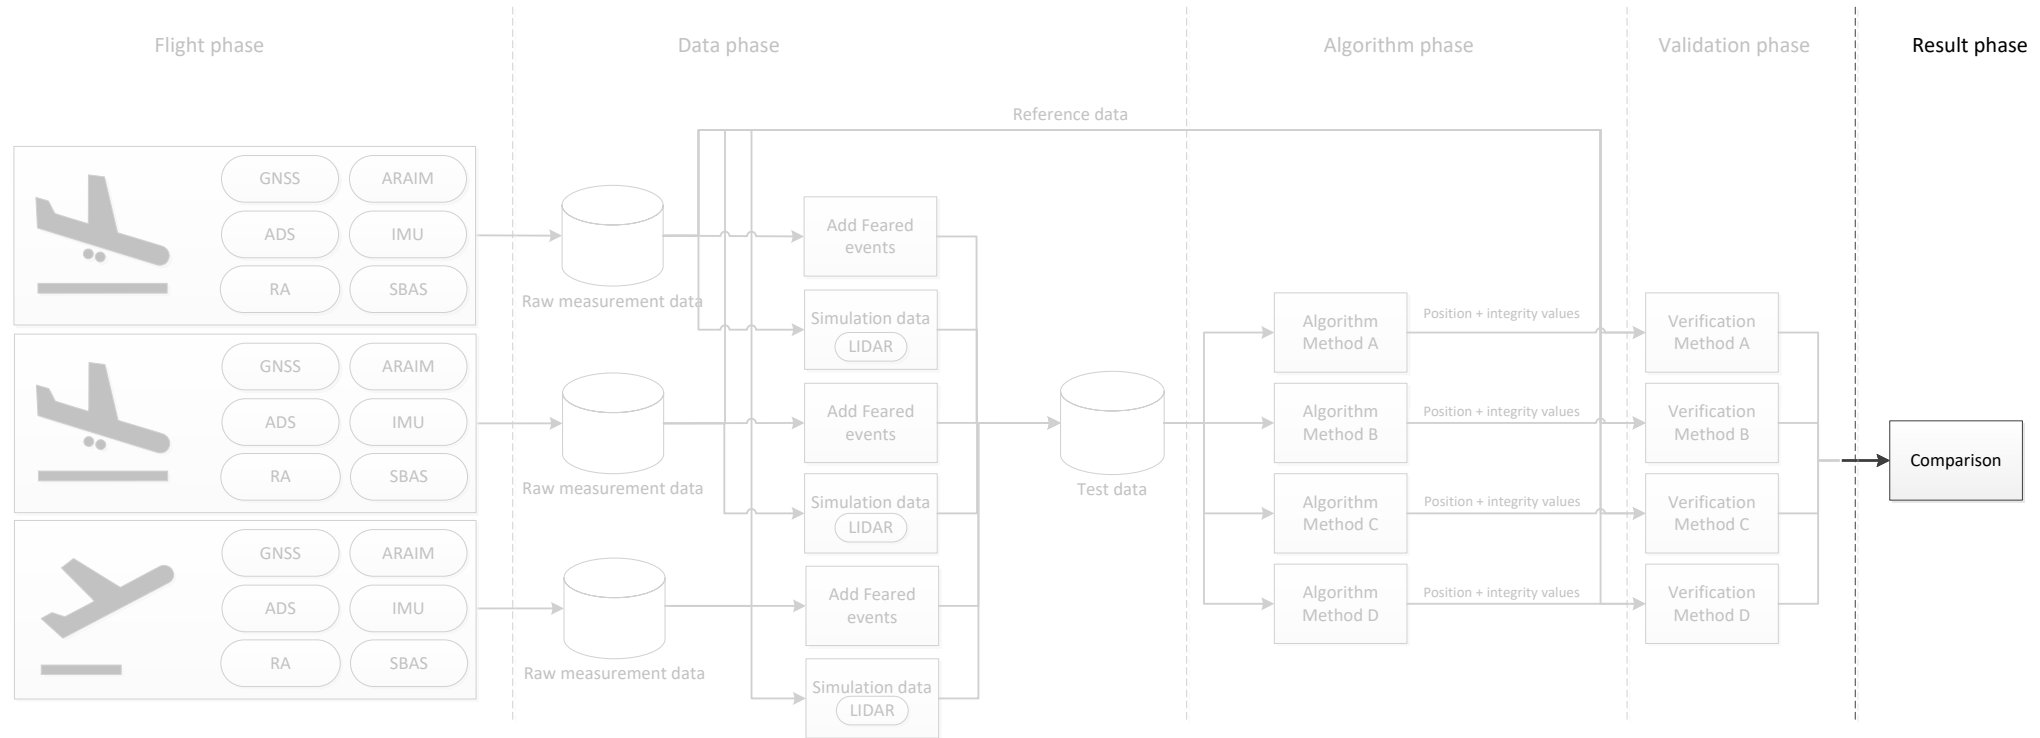 Flight phase
Data phase
Algorithm phase
Validation phase
Result phase
Reference data
GNSS
ARAIM
ADS
IMU
RA
SBAS
Raw measurement data
Add Feared
events
Simulation data
LIDAR
GNSS
ARAIM
ADS
IMU
RA
SBAS
Raw measurement data
Add Feared
events
Simulation data
LIDAR
GNSS
ARAIM
ADS
IMU
RA
SBAS
Raw measurement data
Add Feared
events
Simulation data
LIDAR
Test data
Algorithm
Method A
Position + integrity values
Verification
Method A
Algorithm
Method B
Position + integrity values
Verification
Method B
Algorithm
Method C
Position + integrity values
Verification
Method C
Algorithm
Method D
Position + integrity values
Verification
Method D
Comparison